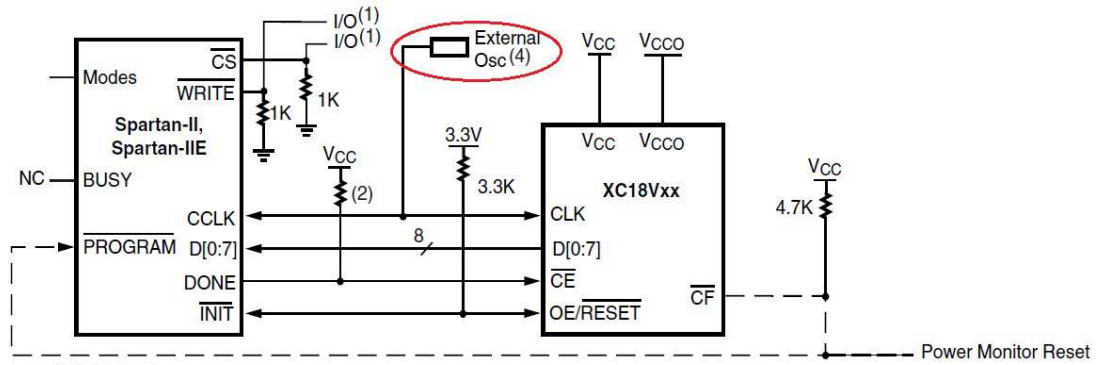 I/O(1)
I/O(1)
External
Osc(4)
VCC
VCCO
CS
Modes
WRITE
1K
1K
Spartan-II,
Spartan-IIE
VCC
3.3V
VCC
VCCO
XC18Vxx
VCC
NC
BUSY
(2)
3.3K
4.7K
CCLK
CLK
8
PROGRAM
D[0:7]
D[0:7]
DONE
CE
CF
INIT
OE/RESET
Power Monitor Reset